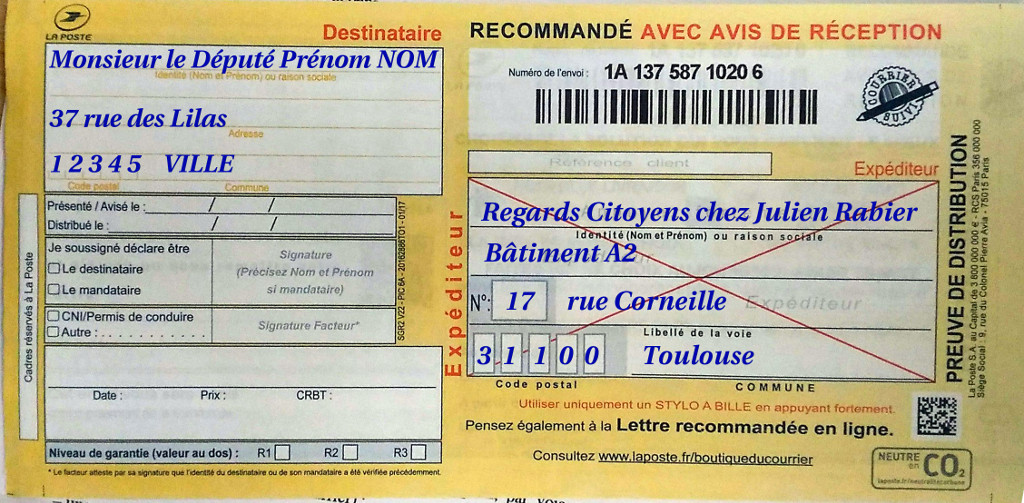 LA POSTE
Destinataire
Monsieur le Député Prénom NOM
Identité (Nom et Prénom) ou raison sociale
37 rue des Lilas
Adresse
1 2 3 4 5 VILLE
Code postal Commune
Présenté / Avisé le : / /
Distribué le : / /
Je soussigné déclare être
Le destinataire
Le mandataire
CNI/Permis de conduire
Autre : . . . . . . . . . .
Signature
(Précisez Nom et Prénom
si mandataire)
Signature Facteur*
Date : Prix : CRBT :
Niveau de garantie (valeur au dos) : R1 R2 R3
* Le facteur atteste par sa signature que l'identité du destinataire ou de son mandataire a été vérifiée précédemment.
Cadres réservés à La Poste
SGR2 V22 - PIC 6A - 20162886T01 - 01/17
RECOMMANDÉ AVEC AVIS DE RÉCEPTION
Numéro de l'envoi : 1A 137 587 1020 6
COURRIER SUIVI
Référence client
Expéditeur
Expéditeur
Regards Citoyens chez Julien Rabier
Identité (Nom et Prénom) ou raison sociale
Bâtiment A2
N°: 17 rue Corneille
Expéditeur
Libellé de la voie
3 1 1 0 0 Toulouse
Code postal COMMUNE
Utiliser uniquement un STYLO A BILLE en appuyant fortement.
Pensez également à la Lettre recommandée en ligne.
Consultez www.laposte.fr/boutiqueducourrier
PREUVE DE DISTRIBUTION
La Poste S.A. au Capital de 3 800 000 000 € - RCS Paris 356 000 000
Siège Social : 9, rue du Colonel Pierre Avia - 75015 Paris
NEUTRE en CO2
laposte.fr/neutralitecarbone